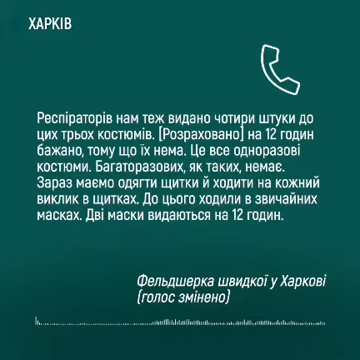 ХАРКІВ
Респіраторів нам теж видано чотири штуки до
цих трьох костюмів. [Розраховано] на 12 годин
бажано, тому що їх нема. Це все одноразові
костюми. Багаторазових, як таких, немає.
Зараз маємо одягти щитки й ходити на кожний
виклик в щитках. До цього ходили в звичайних
масках. Дві маски видаються на 12 годин.
Фельдшерка швидкої у Харкові
(голос змінено)